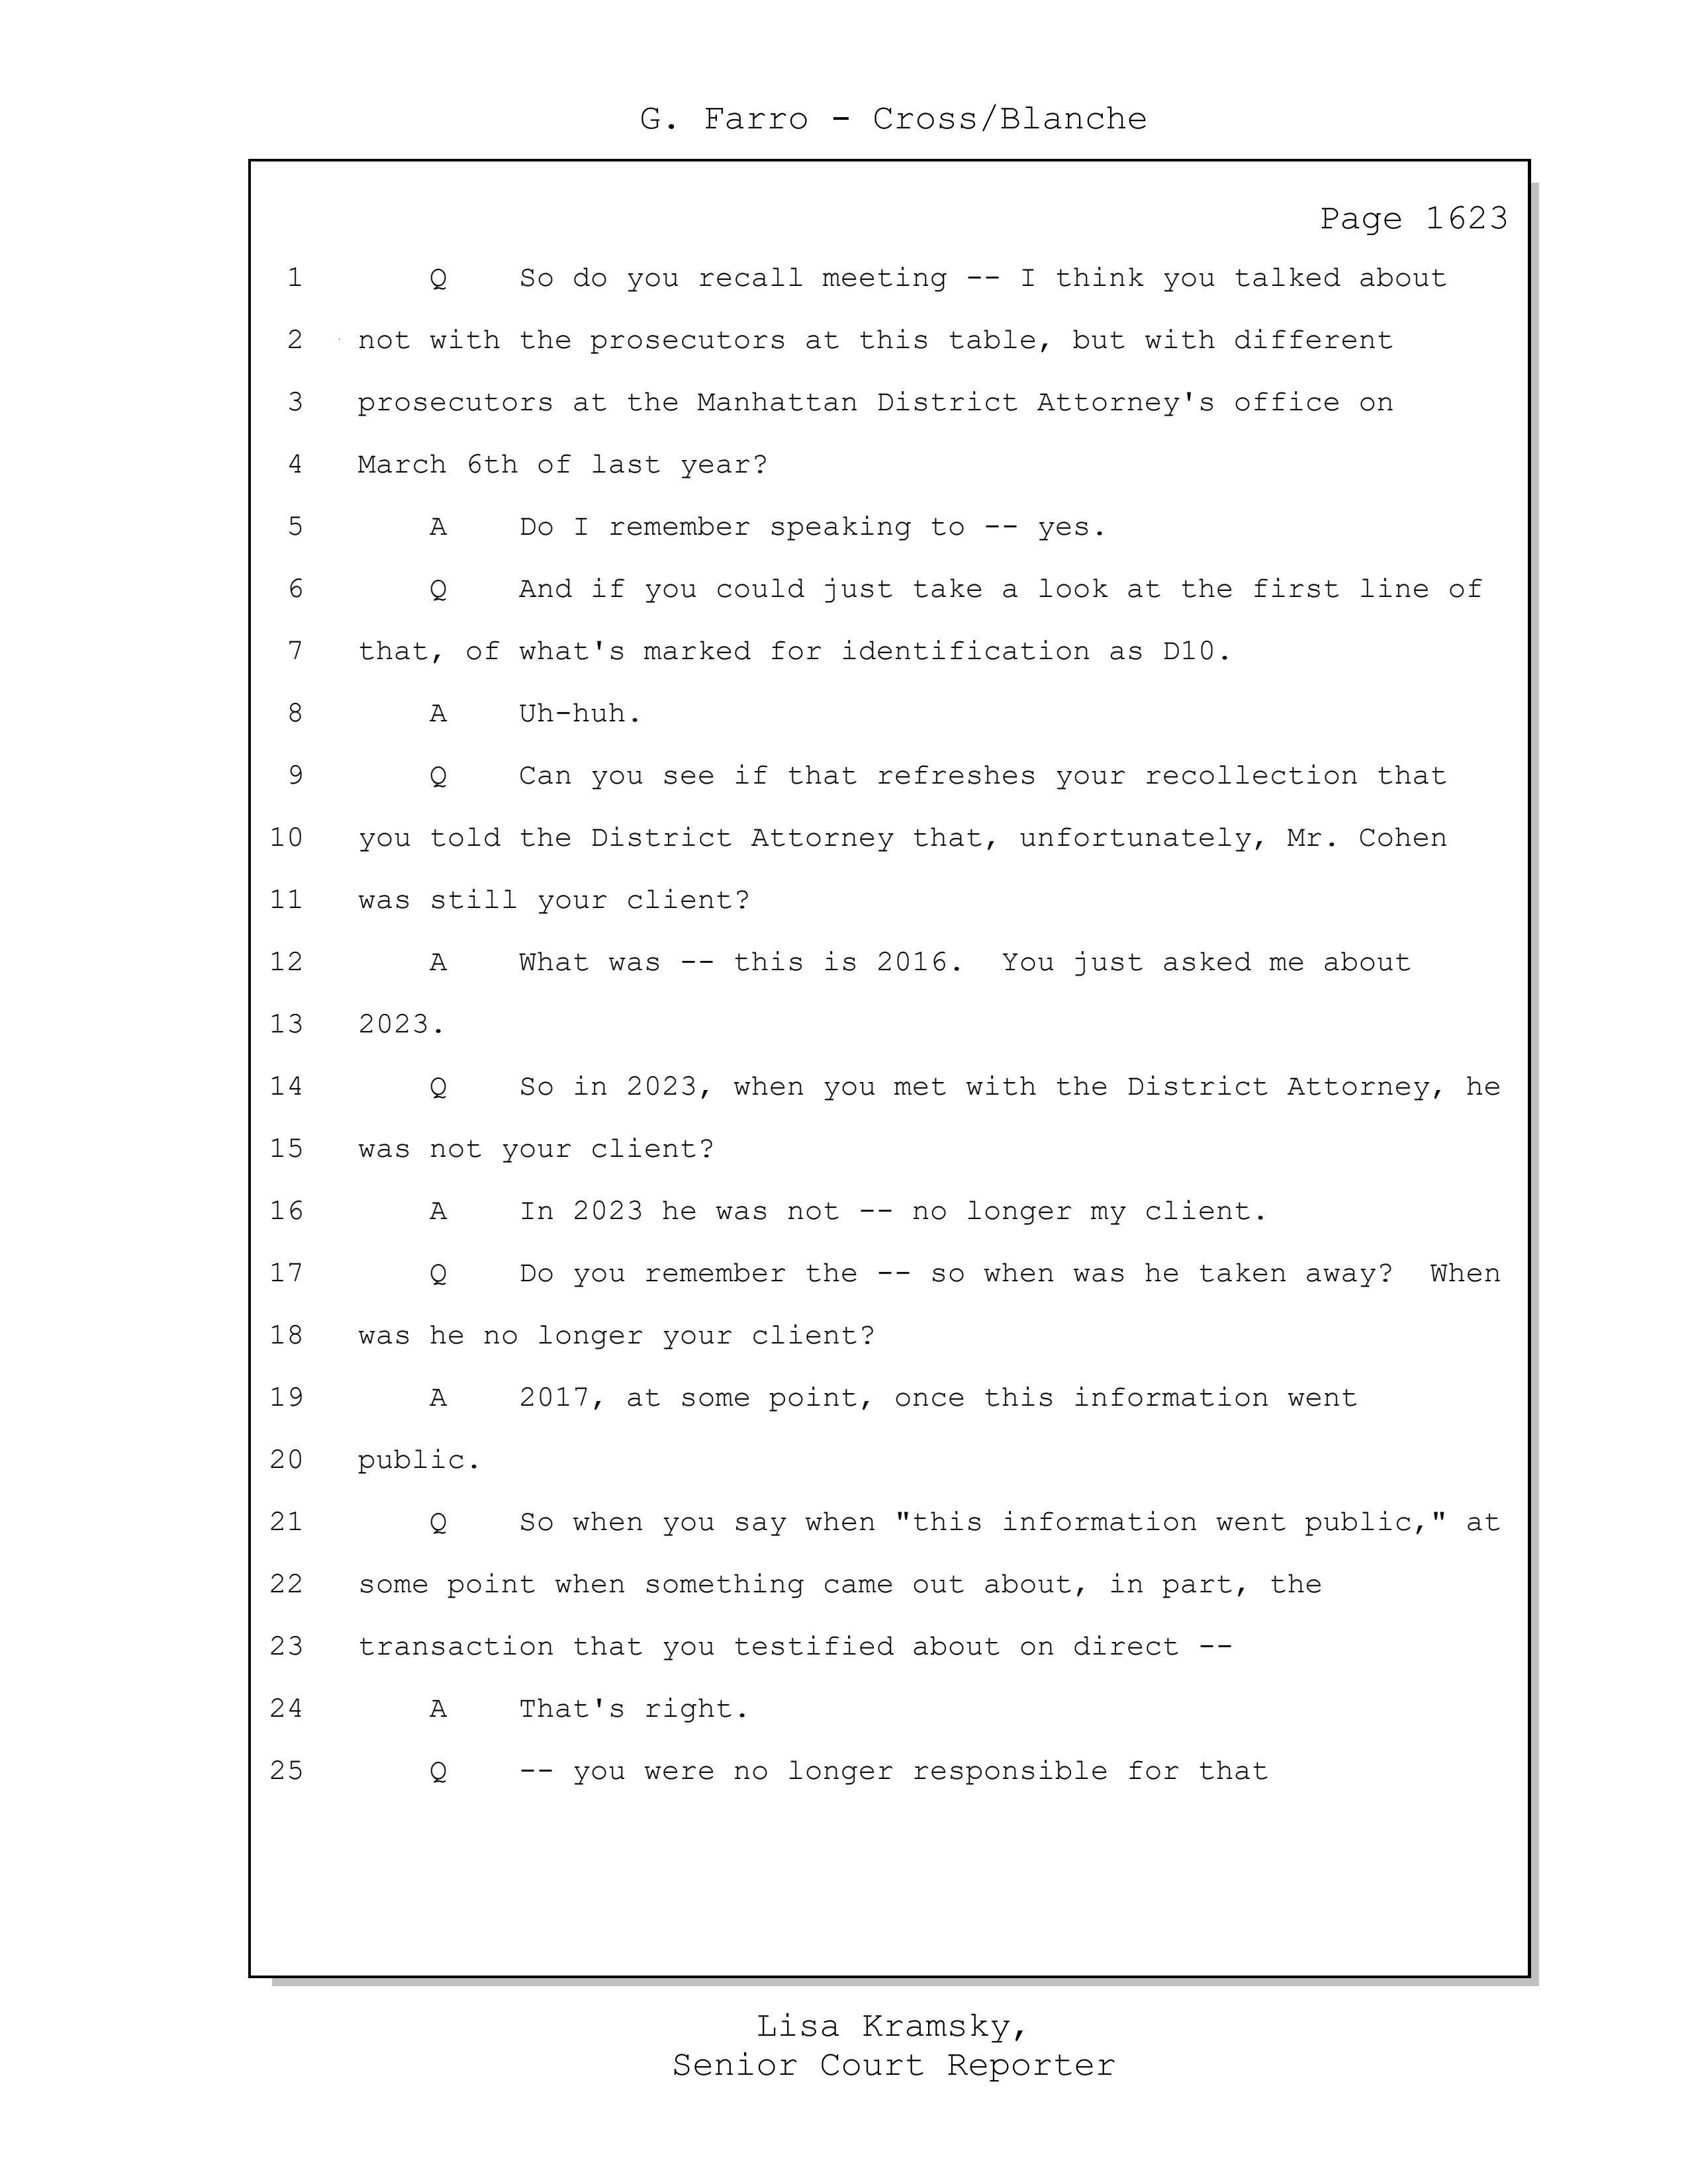 G. Farro - Cross/Blanche
Page 1623
1 Q So do you recall meeting -- I think you talked about
2 not with the prosecutors at this table, but with different
3 prosecutors at the Manhattan District Attorney's office on
4 March 6th of last year?
5 A Do I remember speaking to -- yes.
6 Q And if you could just take a look at the first line of
7 that, of what's marked for identification as D10.
8 A Uh-huh.
9 Q Can you see if that refreshes your recollection that
10 you told the District Attorney that, unfortunately, Mr. Cohen
11 was still your client?
12 A What was -- this is 2016. You just asked me about
13 2023.
14 Q So in 2023, when you met with the District Attorney, he
15 was not your client?
16 A In 2023 he was not -- no longer my client.
17 Q Do you remember the -- so when was he taken away? When
18 was he no longer your client?
19 A 2017, at some point, once this information went
20 public.
21 Q So when you say when "this information went public," at
22 some point when something came out about, in part, the
23 transaction that you testified about on direct --
24 A That's right.
25 Q -- you were no longer responsible for that
Lisa Kramsky,
Senior Court Reporter